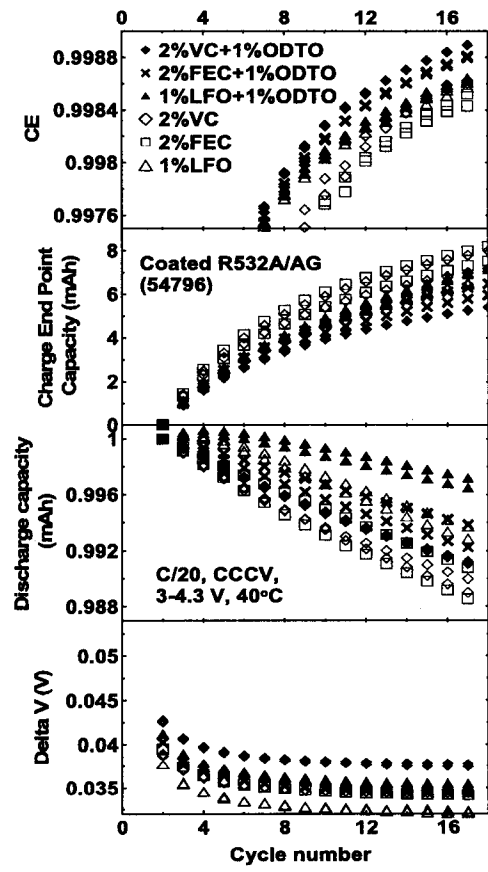 0 4 8 12 16
0.9988
0.9984
0.998
0.9976
CE
2%VC+1%ODTO
2%FEC+1%ODTO
1%LFO+1%ODTO
2%VC
2%FEC
1%LFO
8
6
4
2
0
Charge End Point
Capacity (mAh)
Coated R532A/AG
(54796)
1
0.996
0.992
0.988
Discharge capacity
(mAh)
C/20, CCCV,
3-4.3 V, 40°C
0.05
0.045
0.04
0.035
Delta V (V)
0 4 8 12 16
Cycle number